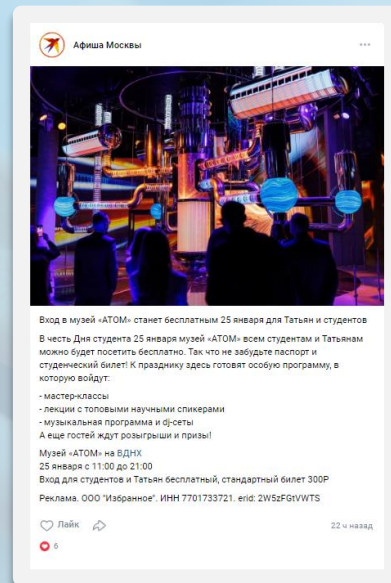 Афиша Москвы
Вход в музей «АТОМ» станет бесплатным 25 января для Татьян и студентов
В честь Дня студента 25 января музей «АТОМ» всем студентам и Татьянам
можно будет посетить бесплатно. Так что не забудьте паспорт и
студенческий билет! К празднику здесь готовят особую программу, в
которую войдут:
- мастер-классы
- лекции с топовыми научными спикерами
- музыкальная программа и dj-сеты
А еще гостей ждут розыгрыши и призы!
Музей «АТОМ» на ВДНХ
25 января с 11:00 до 21:00
Вход для студентов и Татьян бесплатный, стандартный билет 300Р
Реклама. ООО "Избранное". ИНН 7701733721. erid: 2W5zFGtVWTS
Лайк
22 ч назад
6